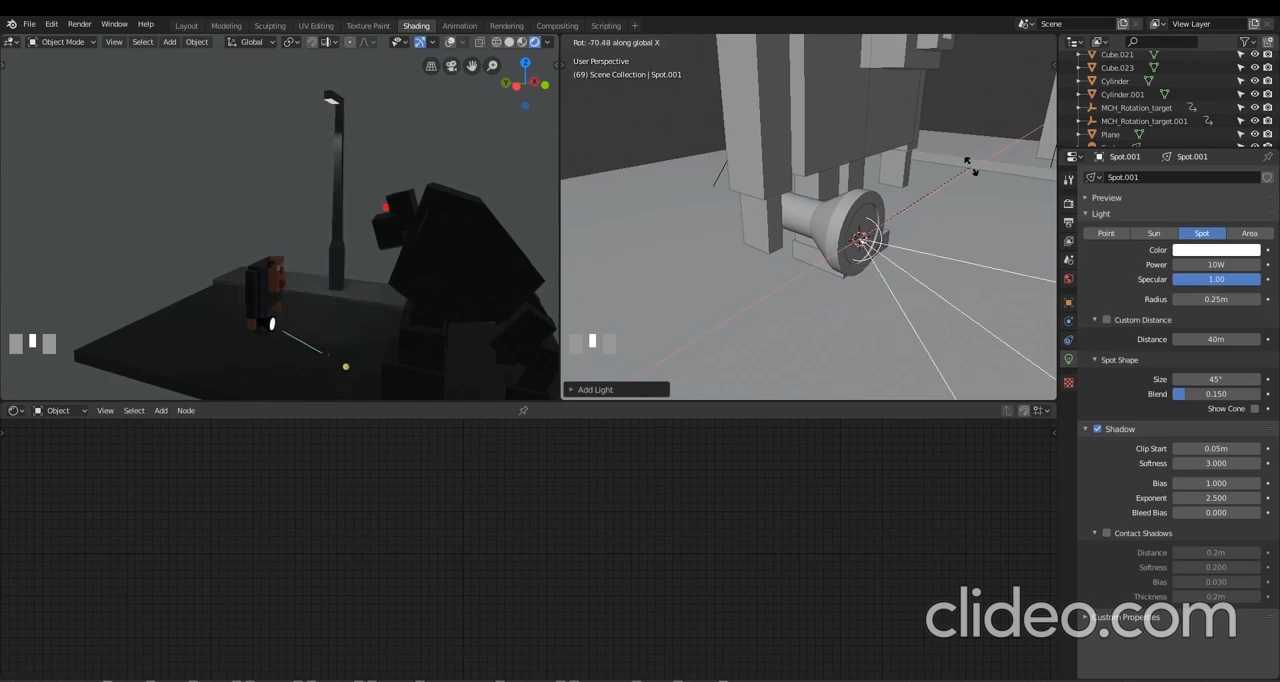 File Edit Render Window Help Layout Modeling Sculpting UV Editing Texture Paint Shading Animation Rendering Compositing Scripting + Scene View Layer
Object Mode View Select Add Object Global
Rot: -70.48 along global X
User Perspective
(69) Scene Collection | Spot.001
Z
X
Y
Add Light
Object View Select Add Node
Cube.021
Cube.023
Cylinder
Cylinder.001
MCH_Rotation_target
MCH_Rotation_target.001
Plane
Spot.001 Spot.001
Spot.001
Preview
Light
Point Sun Spot Area
Color
Power 10W
Specular 1.00
Radius 0.25m
Custom Distance
Distance 40m
Spot Shape
Size 45°
Blend 0.150
Show Cone
Shadow
Clip Start 0.05m
Softness 3.000
Bias 1.000
Exponent 2.500
Bleed Bias 0.000
Contact Shadows
Distance 0.2m
Softness 0.200
Bias 0.030
Thickness 0.2m
Custom Properties
clideo.com